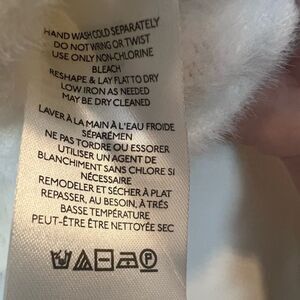 HAND WASH COLD SEPARATELY
DO NOT WRING OR TWIST
USE ONLY NON-CHLORINE
BLEACH
RESHAPE & LAY FLAT TO DRY
LOW IRON AS NEEDED
MAY BE DRY CLEANED
LAVER À LA MAIN À L'EAU FROIDE
SÉPARÉMEN
NE PAS TORDRE OU ESSORER
UTILISER UN AGENT DE
BLANCHIMENT SANS CHLORE SI
NÉCESSAIRE
REMODELER ET SÉCHER À PLAT
REPASSER, AU BESOIN, À TRÈS
BASSE TEMPÉRATURE
PEUT-ÊTRE ÊTRE NETTOYÉE SEC
P